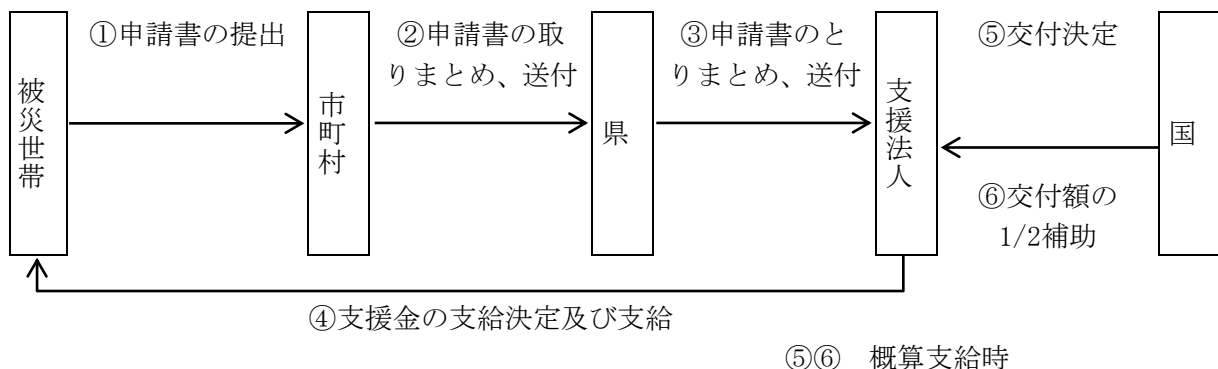 ①申請書の提出
②申請書の取
りまとめ、送付
③申請書のと
りまとめ、送付
⑤交付決定
被災世帯
市町村
県
支援法人
国
⑥交付額の
1/2補助
④支援金の支給決定及び支給
⑤⑥　概算支給時